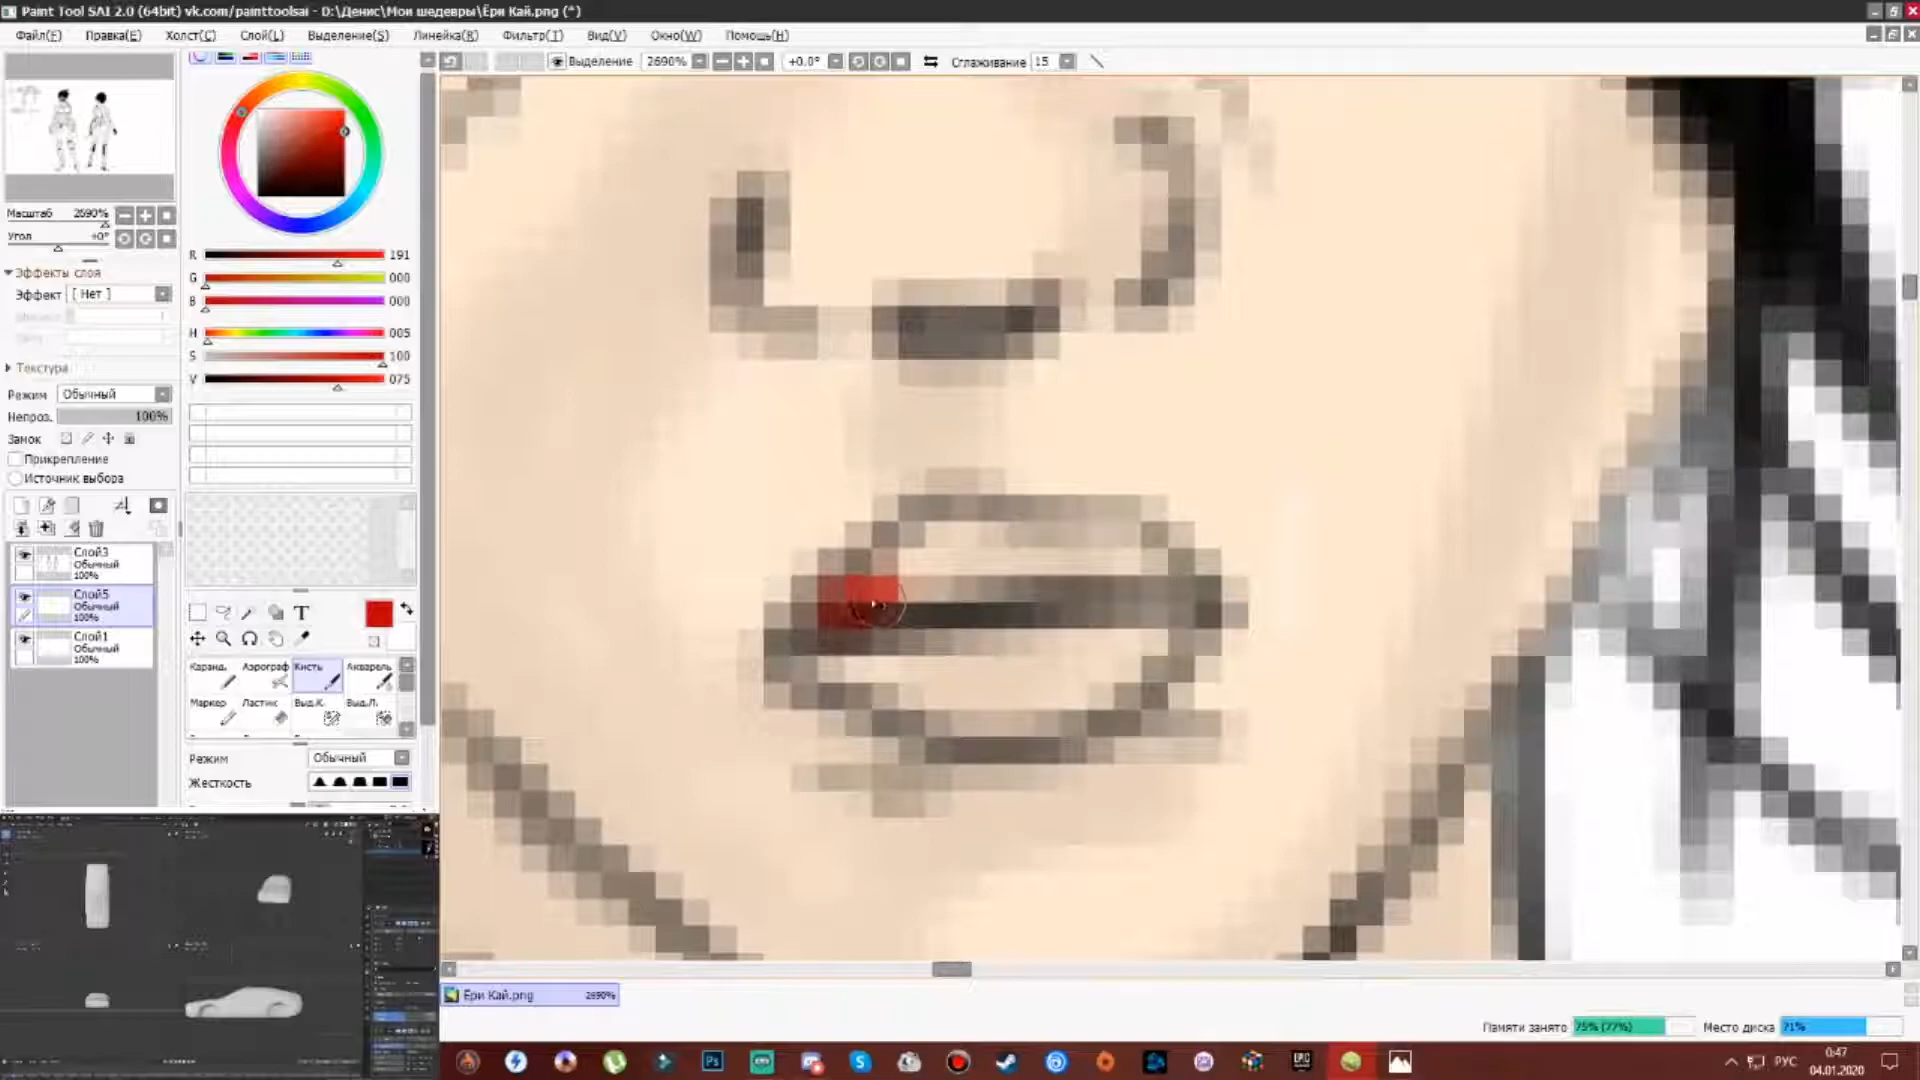 Paint Tool SAI 2.0 (64bit) vk.com/painttoolsai - D:\Денис\Мои шедевры\Ери Кай.png (*)
Файл(F) Правка(E) Холст(C) Слой(L) Выделение(S) Линейка(R) Фильтр(T) Вид(V) Окно(W) Помощь(H)
Выделение 2690% +0.0° Сглаживание 15
Масштаб 2690%
Угол +0°
Эффекты слоя
Эффект [ Нет ]
Текстура
Режим Обычный
Непроз. 100%
Замок
Прикрепление
Источник выбора
Слой3
Обычный
100%
Слой5
Обычный
100%
Слой1
Обычный
100%
R 191
G 000
B 000
H 005
S 100
V 075
T
Каранд. Аэрограф Кисть Акварель
Маркер Ластик Выд.К. Выд.Л.
Режим Обычный
Жесткость
Ери Кай.png 2690%
Памяти занято 75% (77%) Место диска 71%
Ps
РУС
0:47
04.01.2020